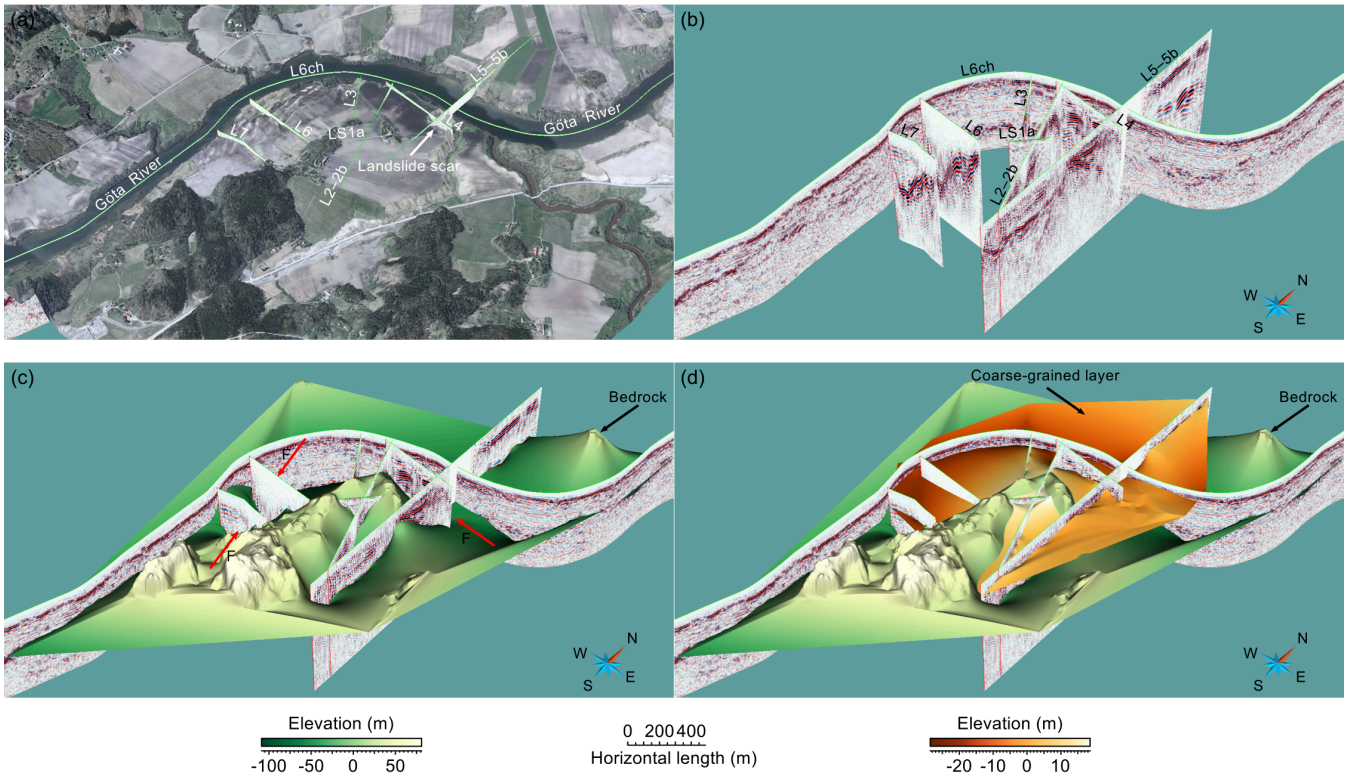 (a)
L6ch
L5–5b
L3
L7
L6
LS1a
L4
Göta River
Göta River
Landslide scar
L2–2b
(b)
L6ch
L5–5b
L3
L7
L6
LS1a
L4
L2–2b
N
W
S
E
(c)
Bedrock
F
F
F
N
W
S
E
(d)
Coarse-grained layer
Bedrock
N
W
S
E
Elevation (m)
-100 -50 0 50
0 200 400
Horizontal length (m)
Elevation (m)
-20 -10 0 10